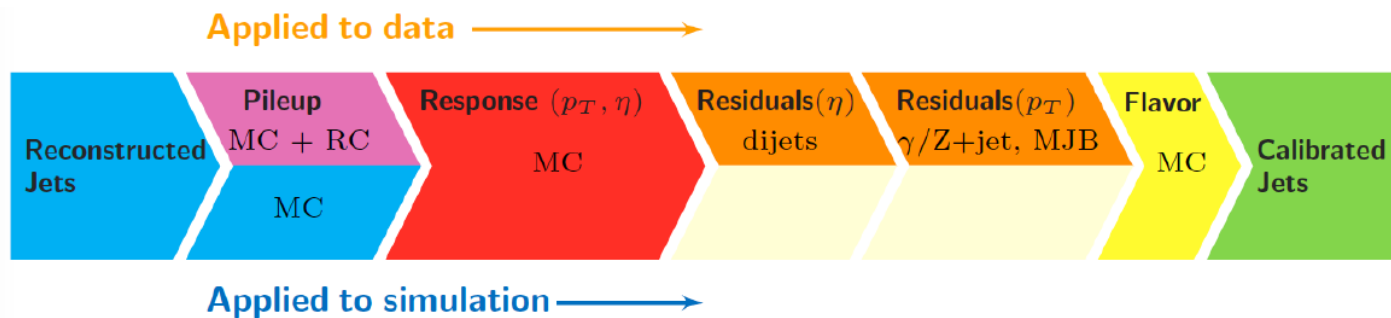 Applied to data
Reconstructed
Jets
Pileup
MC + RC
MC
Response (p_T, η)
MC
Residuals(η)
dijets
Residuals(p_T)
γ/Z+jet, MJB
Flavor
MC
Calibrated
Jets
Applied to simulation